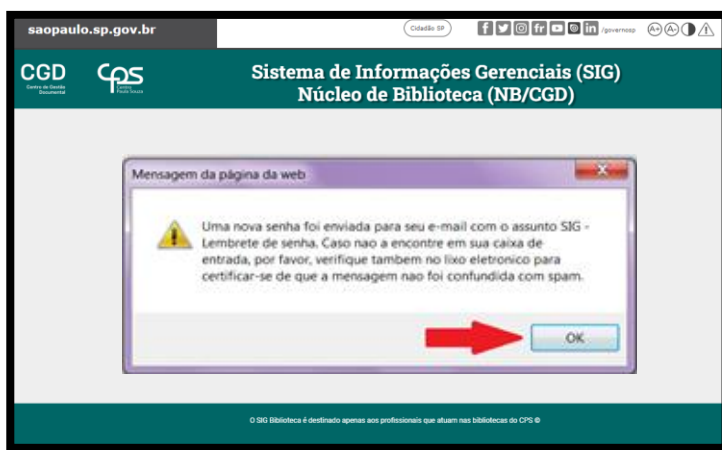 saopaulo.sp.gov.br
Cidadão SP
/governosp
A+ A-
CGD
Centro de Gestão
Documental
CPS
Centro
Paula Souza
Sistema de Informações Gerenciais (SIG)
Núcleo de Biblioteca (NB/CGD)
Mensagem da página da web
Uma nova senha foi enviada para seu e-mail com o assunto SIG -
Lembrete de senha. Caso nao a encontre em sua caixa de
entrada, por favor, verifique tambem no lixo eletronico para
certificar-se de que a mensagem nao foi confundida com spam.
OK
O SIG Biblioteca é destinado apenas aos profissionais que atuam nas bibliotecas do CPS ©